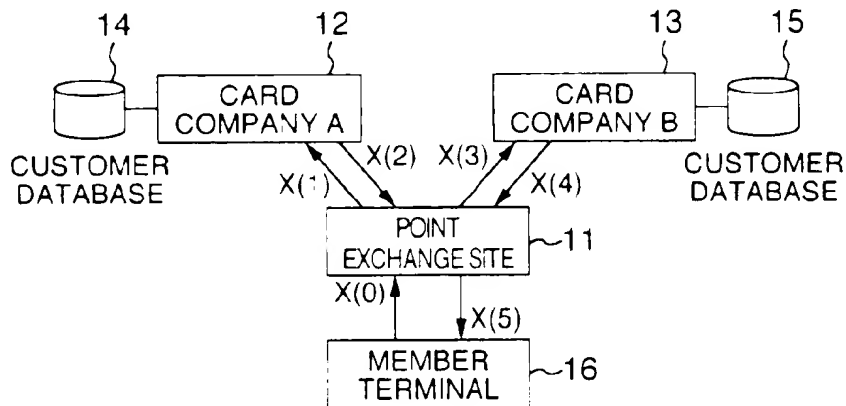 14
12
13
15
CARD
COMPANY A
CARD
COMPANY B
CUSTOMER
DATABASE
CUSTOMER
DATABASE
X(1)
X(2)
X(3)
X(4)
POINT
EXCHANGE SITE
11
X(0)
X(5)
MEMBER
TERMINAL
16